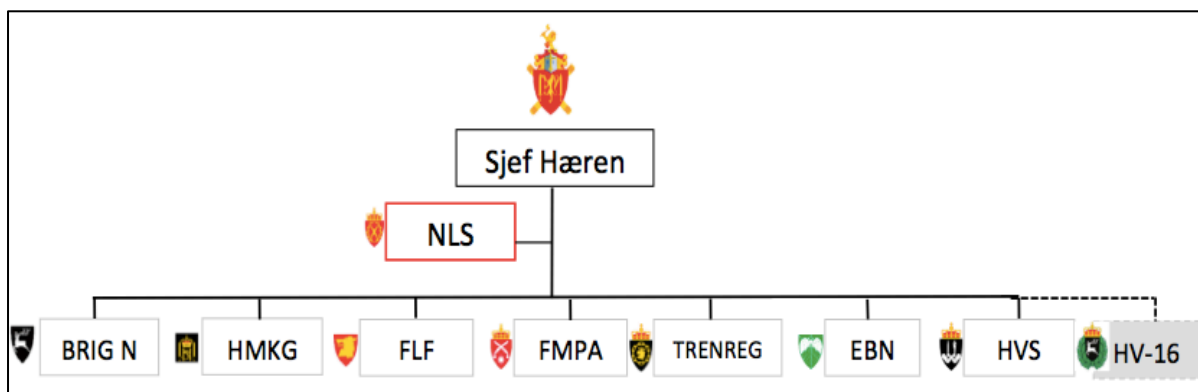 Sjef Hæren
NLS
BRIG N
HMKG
FLF
FMPA
TRENREG
EBN
HVS
HV-16